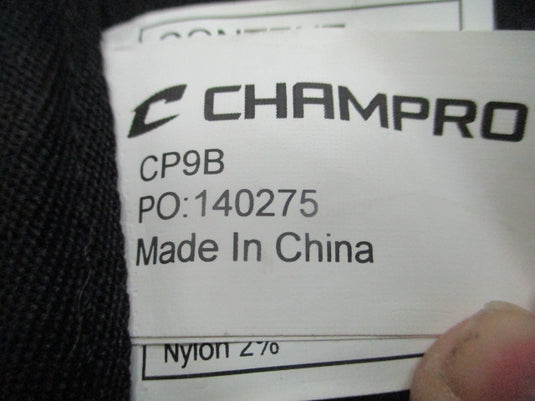 CHAMPRO
CP9B
PO:140275
Made In China
Nylon 2%